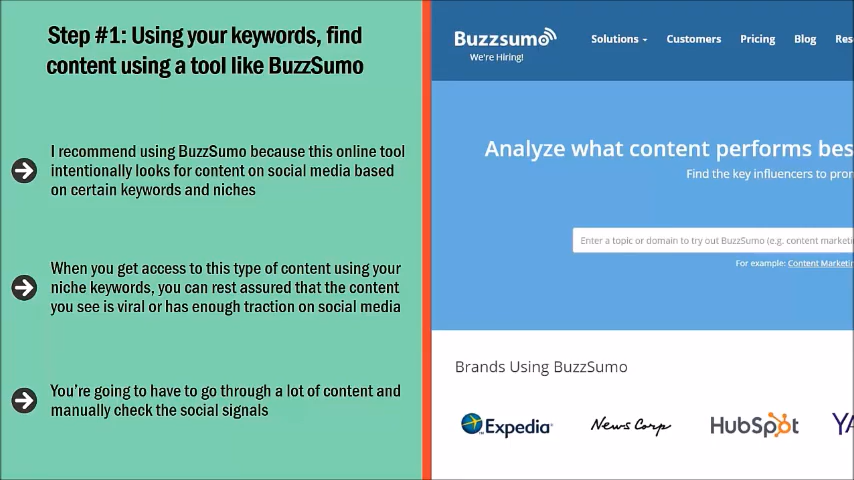 Step #1: Using your keywords, find
content using a tool like BuzzSumo
I recommend using BuzzSumo because this online tool
intentionally looks for content on social media based
on certain keywords and niches
When you get access to this type of content using your
niche keywords, you can rest assured that the content
you see is viral or has enough traction on social media
You're going to have to go through a lot of content and
manually check the social signals
Buzzsumo
We're Hiring!
Solutions Customers Pricing Blog Res
Analyze what content performs bes
Find the key influencers to pro
Enter a topic or domain to try out BuzzSumo (e.g. content marketi
For example: Content Marketin
Brands Using BuzzSumo
Expedia News Corp HubSpot YA